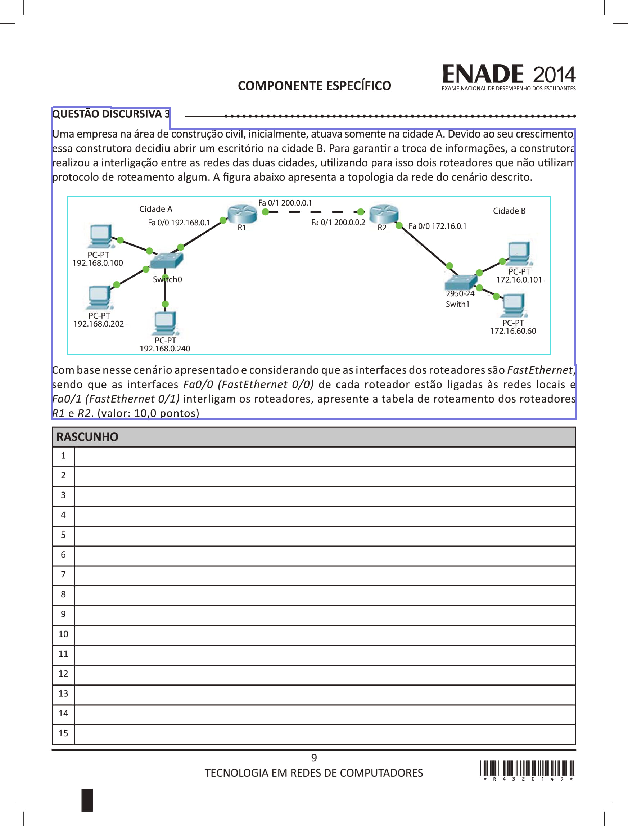 ENADE 2014
EXAME NACIONAL DE DESEMPENHO DOS ESTUDANTES
COMPONENTE ESPECÍFICO
QUESTÃO DISCURSIVA 3
Uma empresa na área de construção civil, inicialmente, atuava somente na cidade A. Devido ao seu crescimento,
essa construtora decidiu abrir um escritório na cidade B. Para garantir a troca de informações, a construtora
realizou a interligação entre as redes das duas cidades, utilizando para isso dois roteadores que não utilizam
protocolo de roteamento algum. A figura abaixo apresenta a topologia da rede do cenário descrito.
Cidade A
Fa 0/1 200.0.0.1
Cidade B
Fa 0/0 192.168.0.1
R1
Fa 0/1 200.0.0.2
R2
Fa 0/0 172.16.0.1
PC-PT
192.168.0.100
Switch0
PC-PT
172.16.0.101
PC-PT
192.168.0.202
2950-24
Swith1
PC-PT
172.16.60.60
PC-PT
192.168.0.240
Com base nesse cenário apresentado e considerando que as interfaces dos roteadores são FastEthernet,
sendo que as interfaces Fa0/0 (FastEthernet 0/0) de cada roteador estão ligadas às redes locais e
Fa0/1 (FastEthernet 0/1) interligam os roteadores, apresente a tabela de roteamento dos roteadores
R1 e R2. (valor: 10,0 pontos)
RASCUNHO
1
2
3
4
5
6
7
8
9
10
11
12
13
14
15
9
TECNOLOGIA EM REDES DE COMPUTADORES